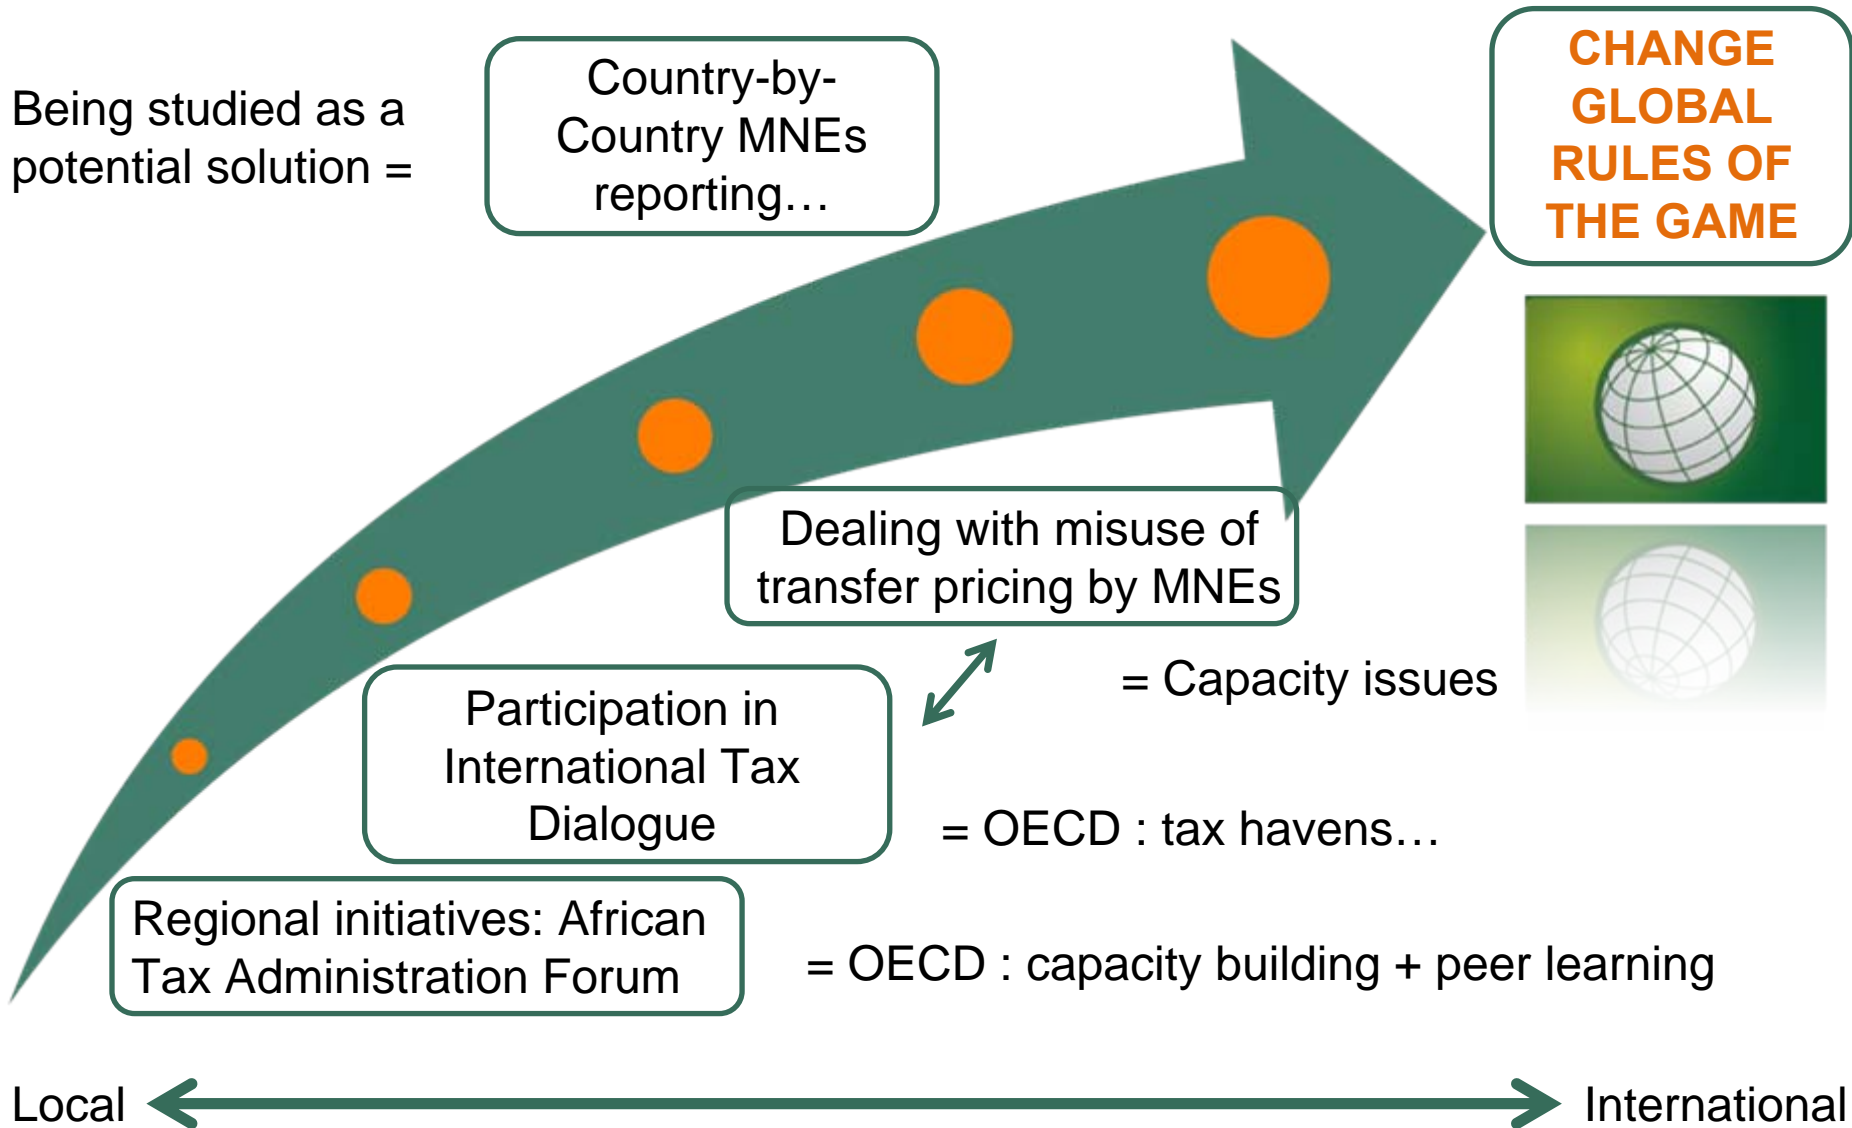 Being studied as a
potential solution =
Country-by-
Country MNEs
reporting…
CHANGE
GLOBAL
RULES OF
THE GAME
Dealing with misuse of
transfer pricing by MNEs
= Capacity issues
Participation in
International Tax
Dialogue
= OECD : tax havens…
Regional initiatives: African
Tax Administration Forum
= OECD : capacity building + peer learning
Local
International